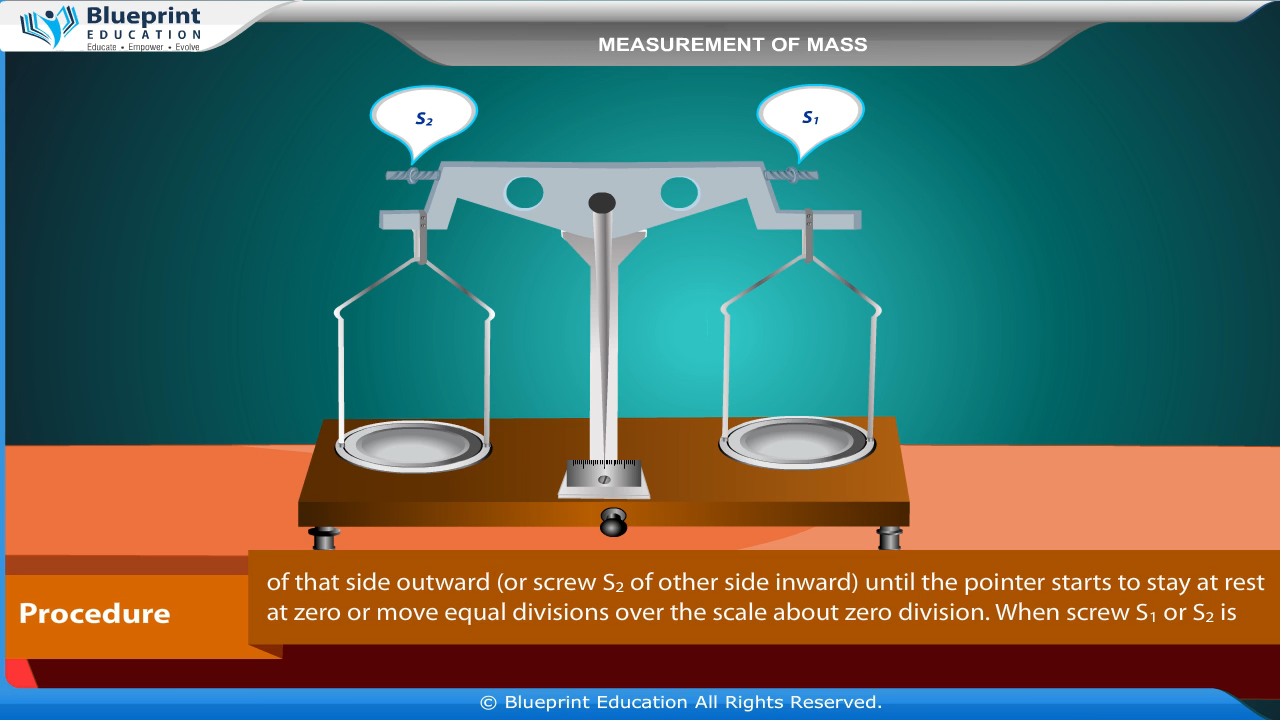 Blueprint
EDUCATION
Educate • Empower • Evolve
MEASUREMENT OF MASS
S₂
S₁
Procedure
of that side outward (or screw S₂ of other side inward) until the pointer starts to stay at rest
at zero or move equal divisions over the scale about zero division. When screw S₁ or S₂ is
© Blueprint Education All Rights Reserved.